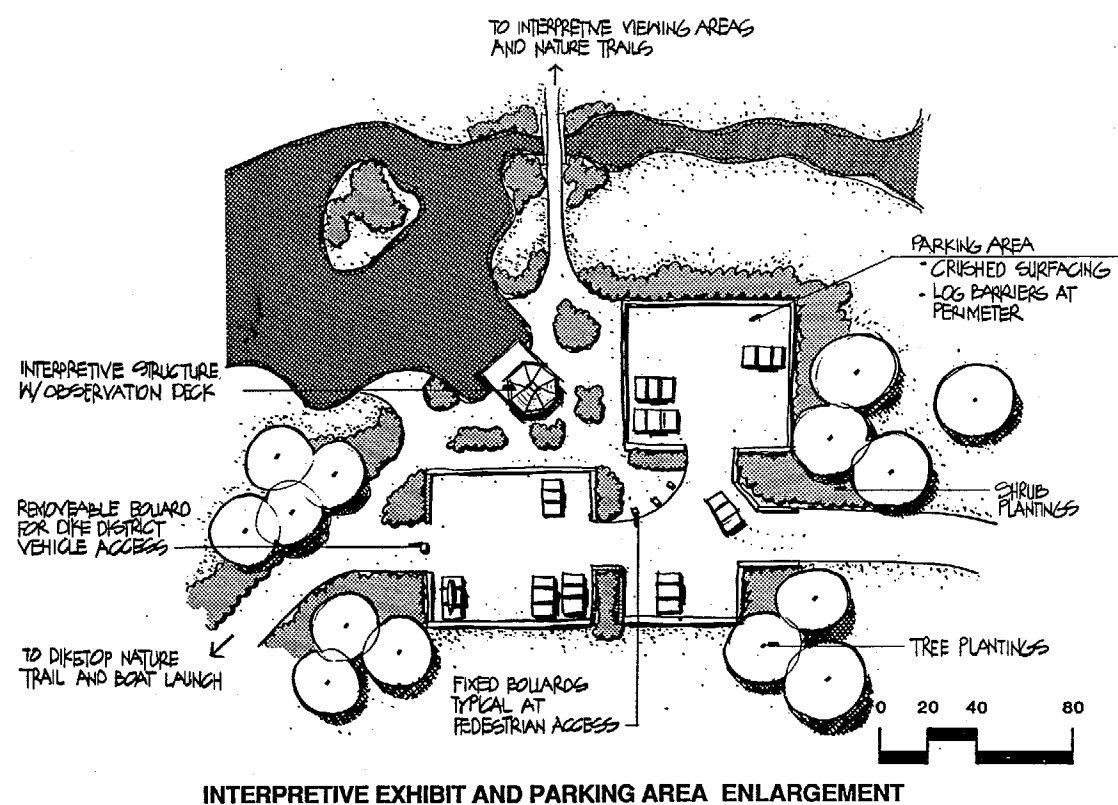 TO INTERPRETIVE VIEWING AREAS
AND NATURE TRAILS
PARKING AREA
• CRUSHED SURFACING
• LOG BARRIERS AT
PERIMETER
INTERPRETIVE STRUCTURE
W/ OBSERVATION DECK
REMOVEABLE BOLLARD
FOR DIKE DISTRICT
VEHICLE ACCESS
SHRUB
PLANTINGS
TO DIKETOP NATURE
TRAIL AND BOAT LAUNCH
FIXED BOLLARDS
TYPICAL AT
PEDESTRIAN ACCESS
TREE PLANTINGS
0 20 40 80
INTERPRETIVE EXHIBIT AND PARKING AREA ENLARGEMENT